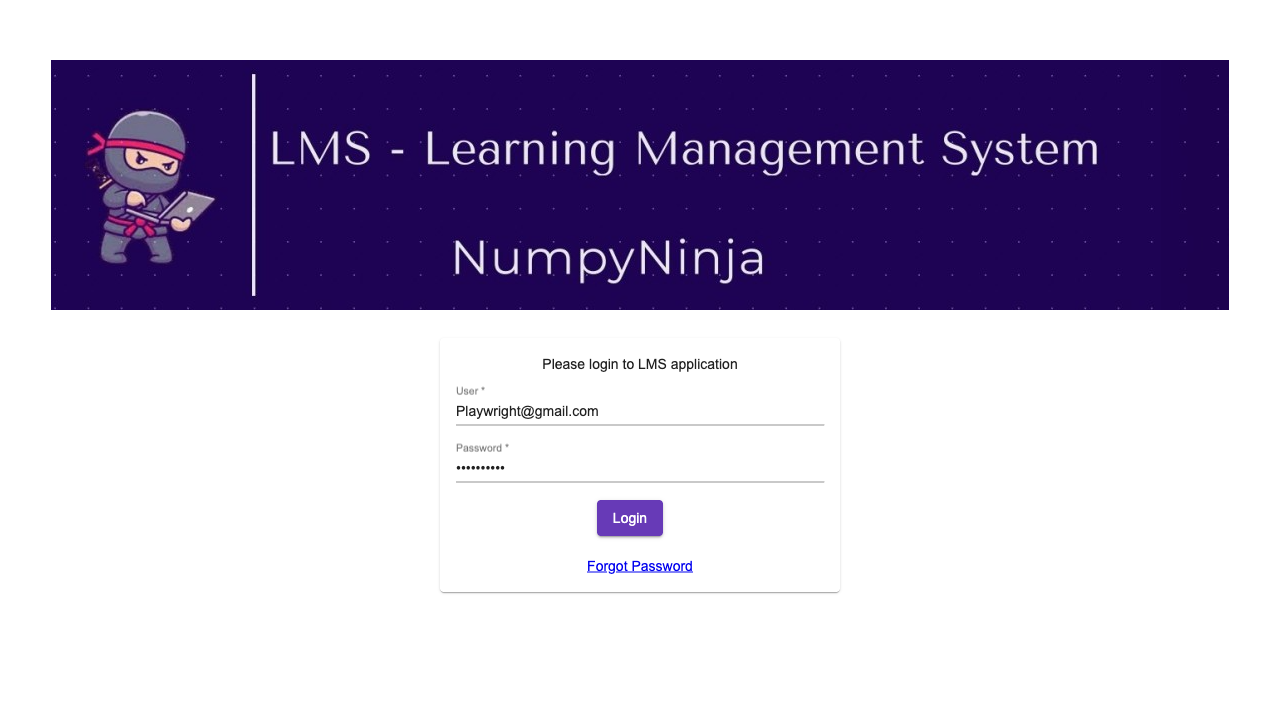 LMS - Learning Management System
NumpyNinja
Please login to LMS application
User *
Playwright@gmail.com
Password *
••••••••••
Login
Forgot Password